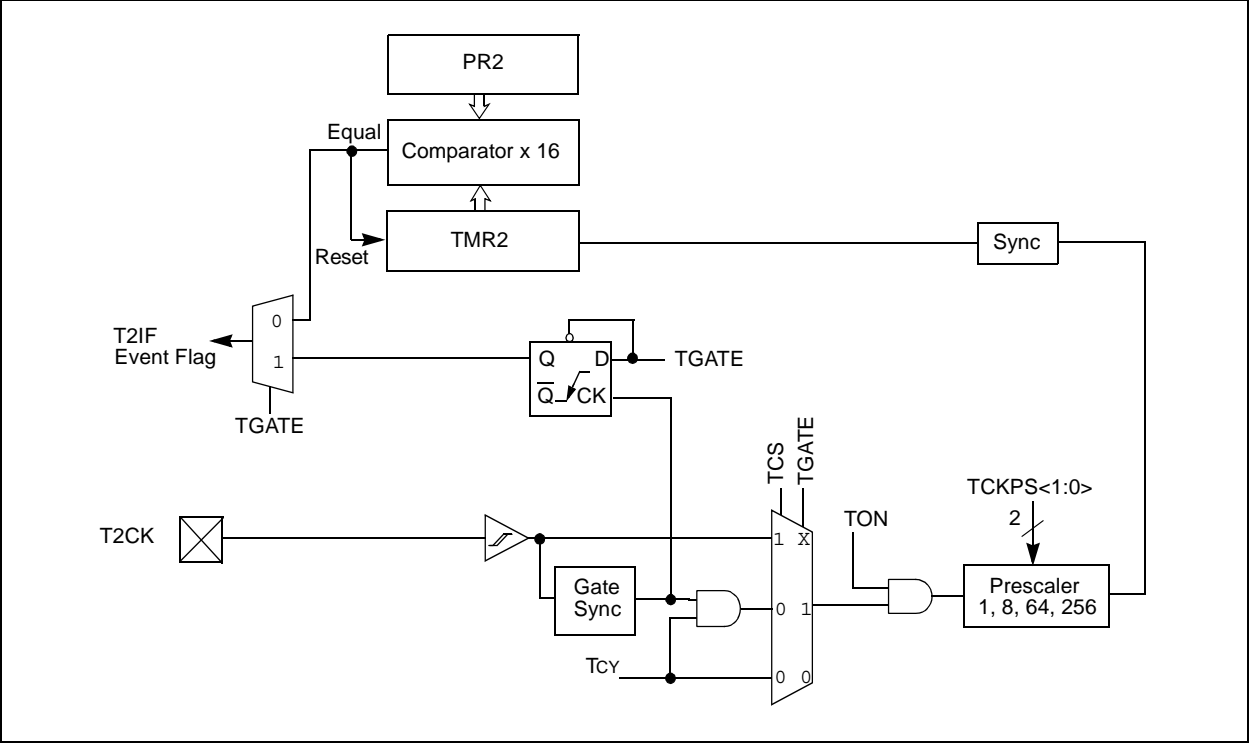 PR2
Equal
Comparator x 16
TMR2
Reset
Sync
T2IF
Event Flag
0
1
TGATE
Q
D
TGATE
Q̅
CK
TCS
TGATE
TCKPS<1:0>
2
T2CK
TON
1 X
Gate
Sync
0 1
Prescaler
1, 8, 64, 256
TCY
0 0